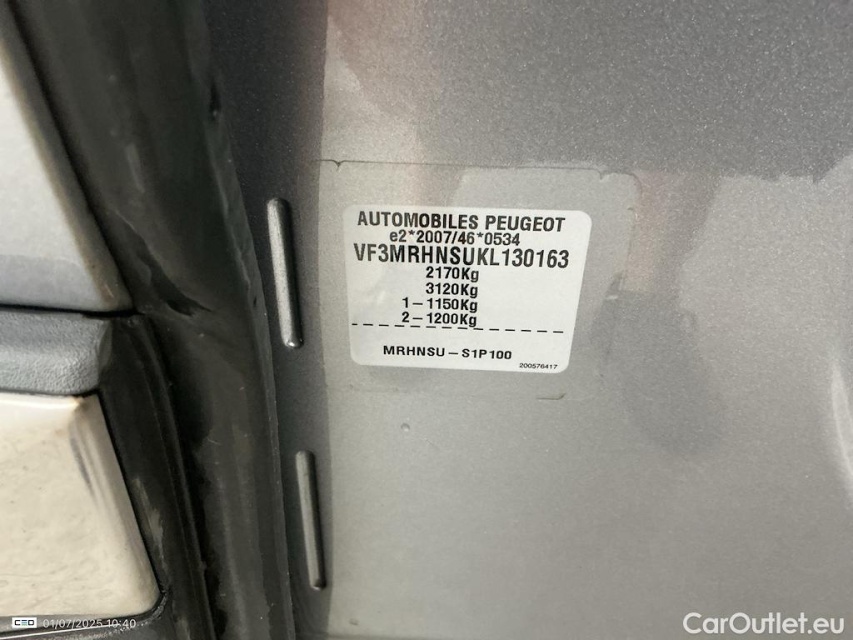 AUTOMOBILES PEUGEOT
e2*2007/46*0534
VF3MRHNSUKL130163
2170Kg
3120Kg
1-1150Kg
2-1200Kg
MRHNSU-S1P100
200576417
CED 01/07/2025 10:40
CarOutlet.eu